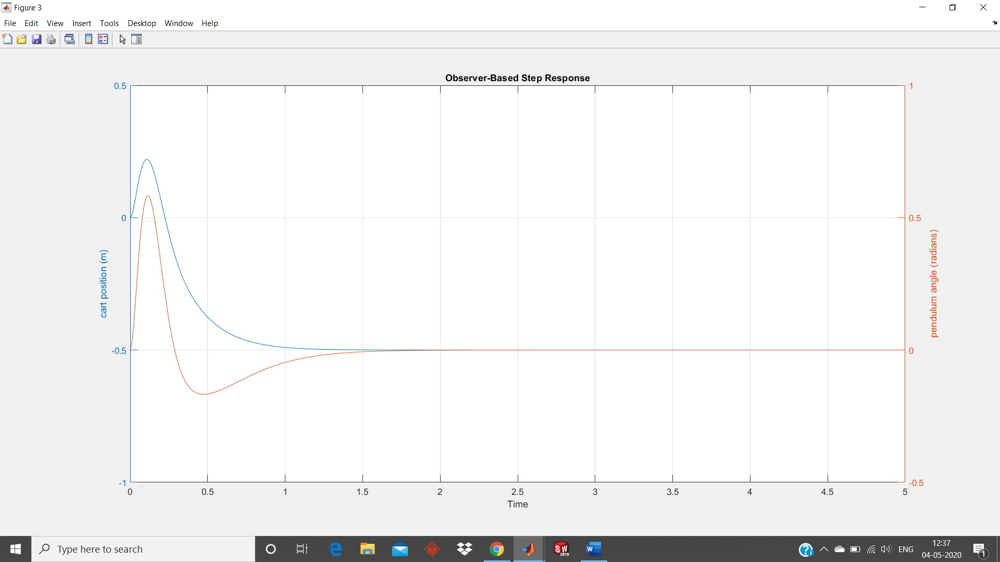 Figure 3
File Edit View Insert Tools Desktop Window Help
Observer-Based Step Response
0.5
0
-0.5
-1
cart position (m)
1
0.5
0
-0.5
pendulum angle (radians)
0 0.5 1 1.5 2 2.5 3 3.5 4 4.5 5
Time
Type here to search
SW
2019
W
ENG
12:37
04-05-2020
1